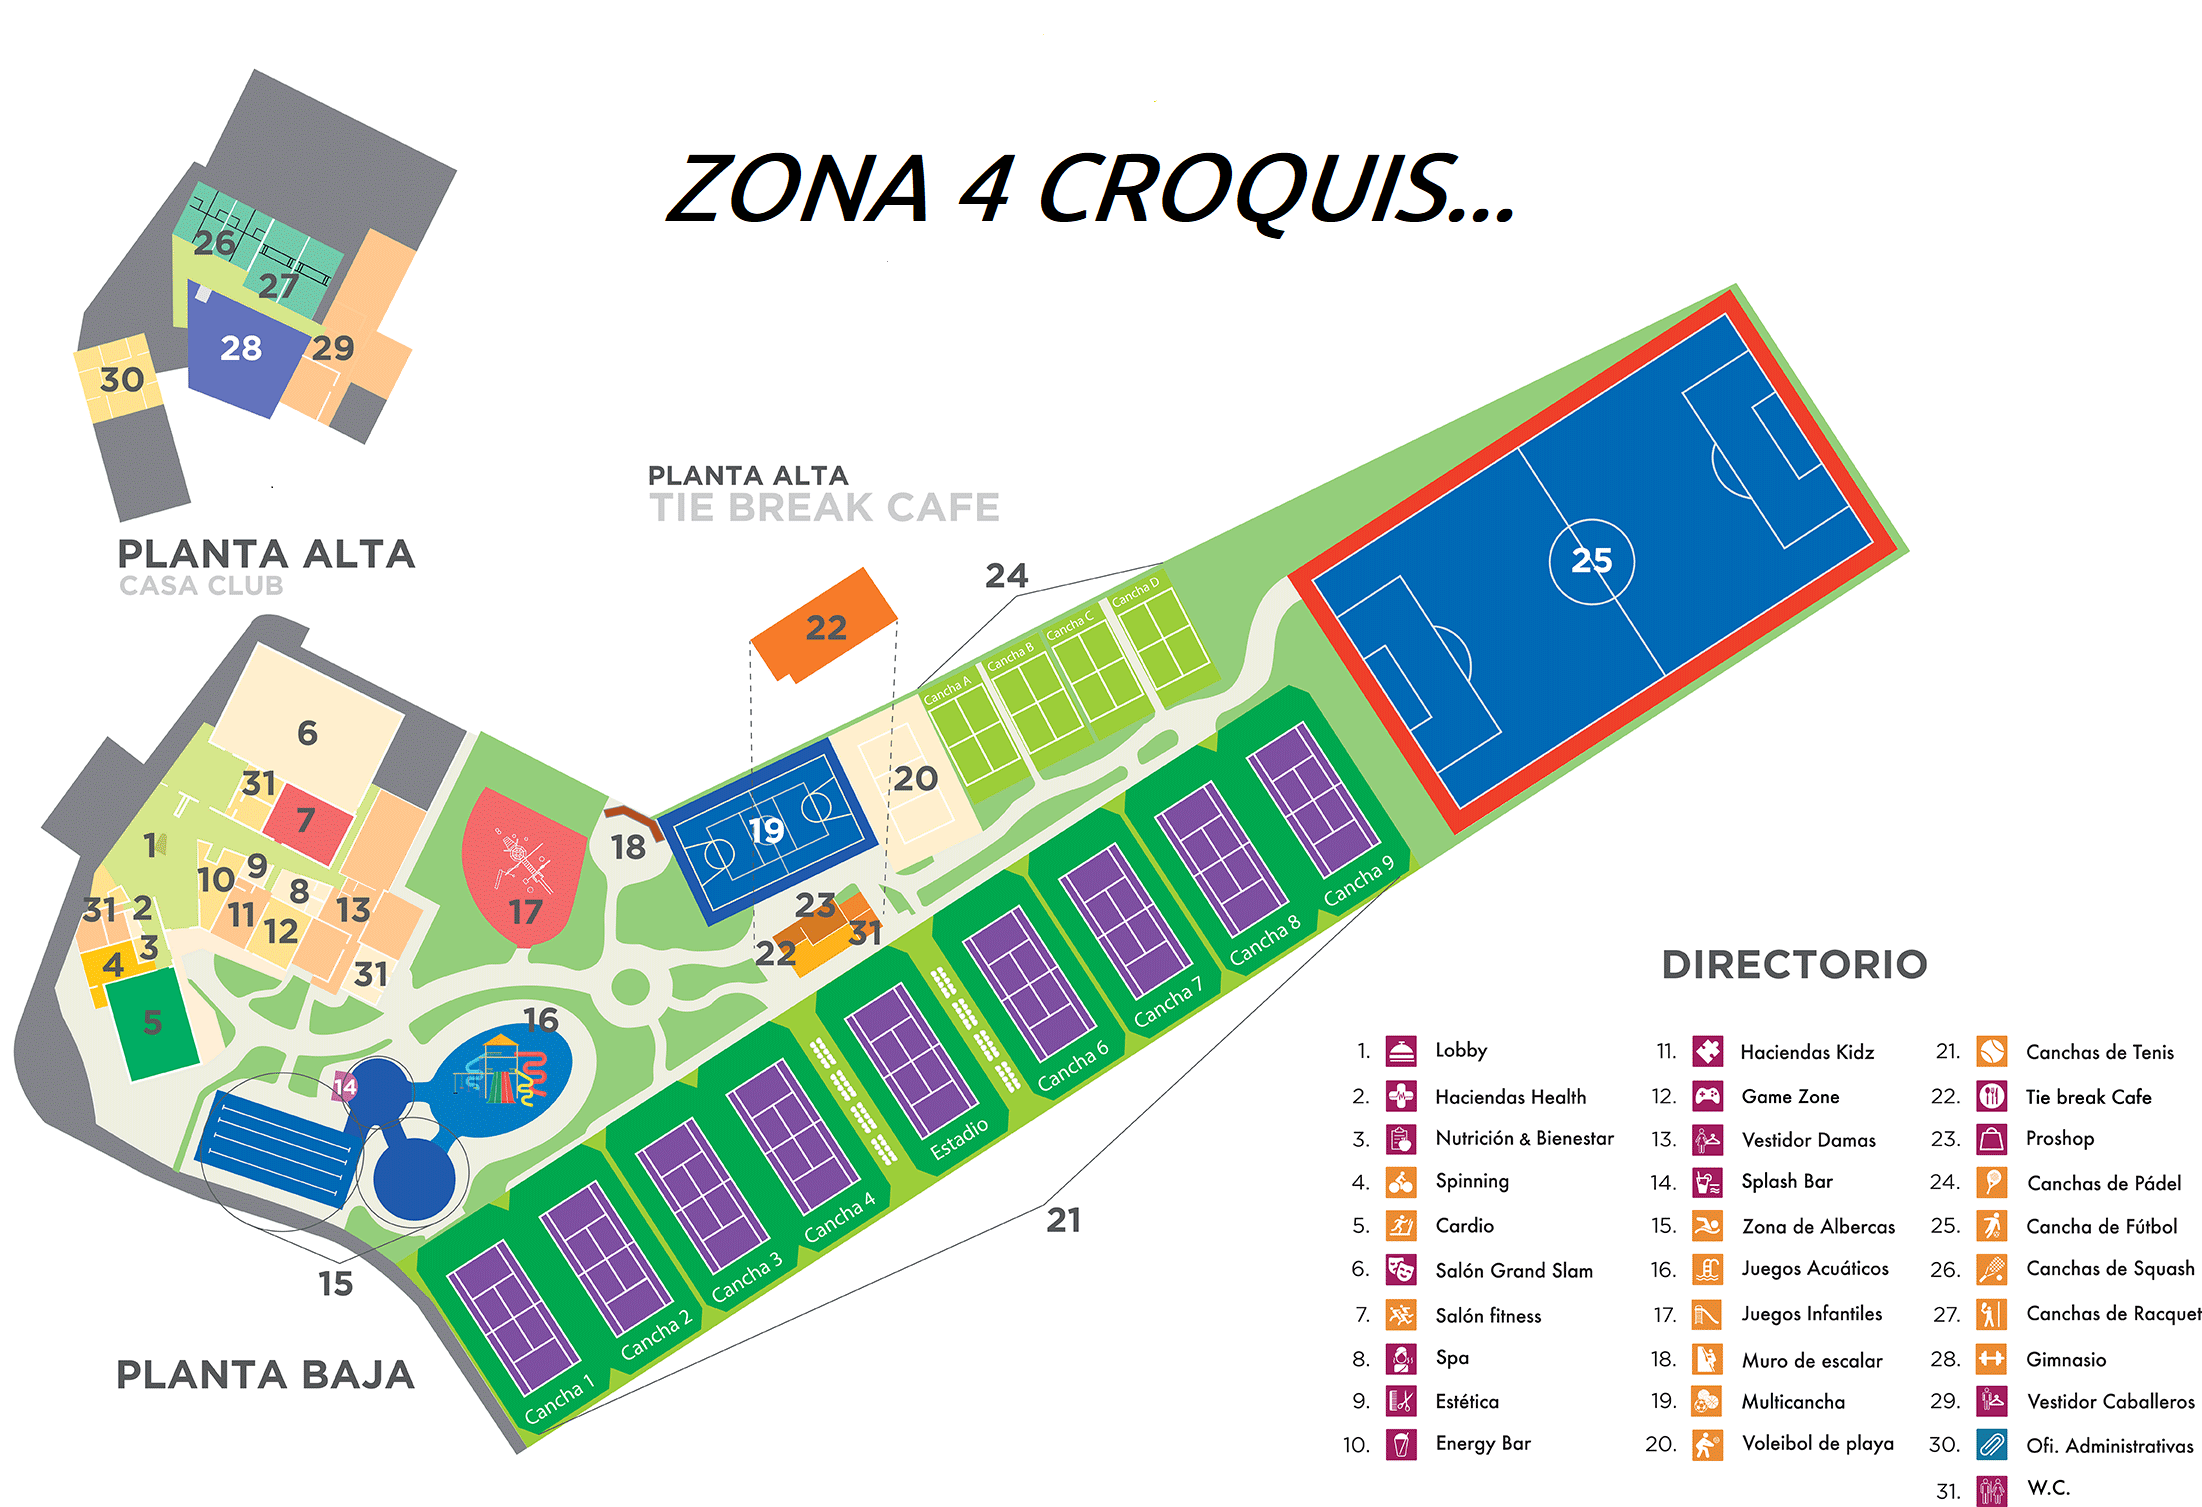 ZONA 4 CROQUIS...
26
27
28
29
30
PLANTA ALTA
CASA CLUB
PLANTA ALTA
TIE BREAK CAFE
24
25
22
Cancha A
Cancha B
Cancha C
Cancha D
6
31
7
1
9
10
8
31
2
11
12
13
3
4
31
5
17
18
19
20
23
22
31
16
14
15
21
Cancha 1
Cancha 2
Cancha 3
Cancha 4
Estadio
Cancha 6
Cancha 7
Cancha 8
Cancha 9
PLANTA BAJA
DIRECTORIO
1. Lobby
2. Haciendas Health
3. Nutrición & Bienestar
4. Spinning
5. Cardio
6. Salón Grand Slam
7. Salón fitness
8. Spa
9. Estética
10. Energy Bar
11. Haciendas Kidz
12. Game Zone
13. Vestidor Damas
14. Splash Bar
15. Zona de Albercas
16. Juegos Acuáticos
17. Juegos Infantiles
18. Muro de escalar
19. Multicancha
20. Voleibol de playa
21. Canchas de Tenis
22. Tie break Cafe
23. Proshop
24. Canchas de Pádel
25. Cancha de Fútbol
26. Canchas de Squash
27. Canchas de Racquet
28. Gimnasio
29. Vestidor Caballeros
30. Ofi. Administrativas
31. W.C.